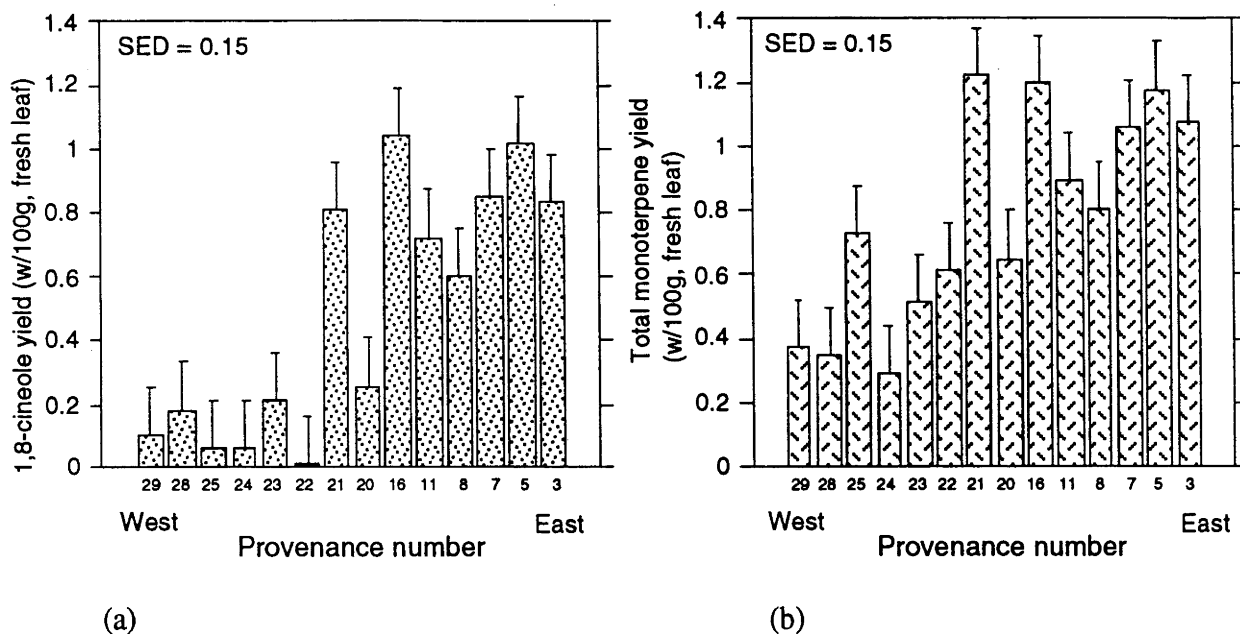 1.4
SED = 0.15
1.2
1
0.8
0.6
0.4
0.2
0
1,8-cineole yield (w/100g, fresh leaf)
29 28 25 24 23 22 21 20 16 11 8 7 5 3
West East
Provenance number
(a)
1.4
SED = 0.15
1.2
1
0.8
0.6
0.4
0.2
0
Total monoterpene yield
(w/100g, fresh leaf)
29 28 25 24 23 22 21 20 16 11 8 7 5 3
West East
Provenance number
(b)